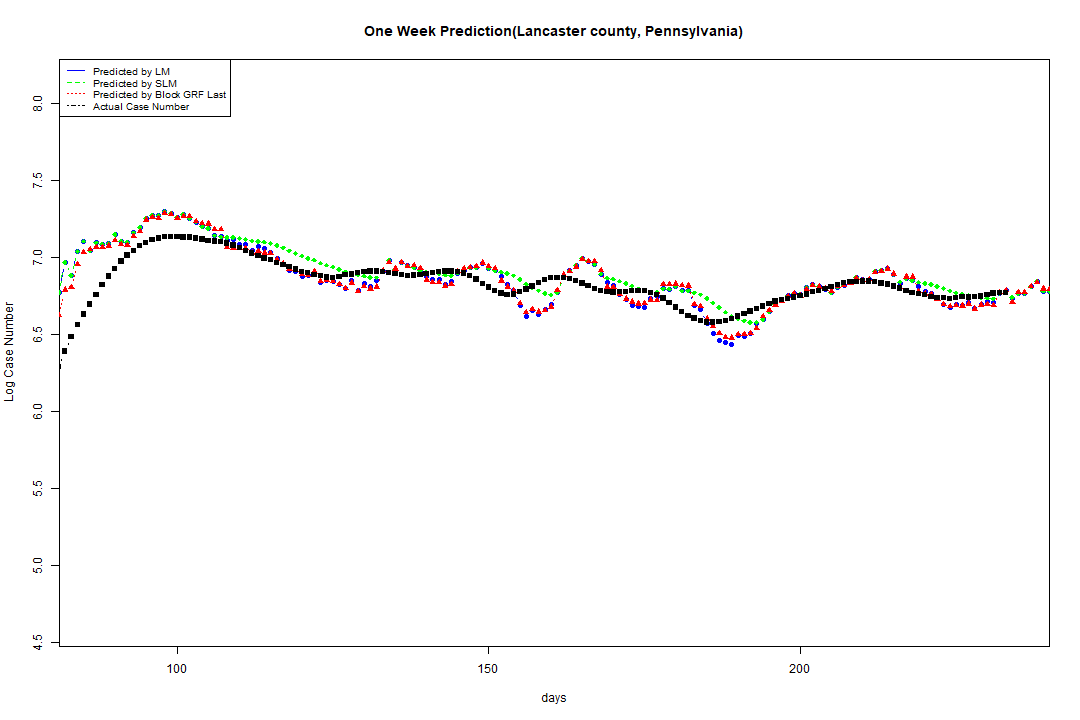 One Week Prediction(Lancaster county, Pennsylvania)
Predicted by LM
Predicted by SLM
Predicted by Block GRF Last
Actual Case Number
8.0
7.5
7.0
6.5
6.0
5.5
5.0
4.5
Log Case Number
100 150 200
days